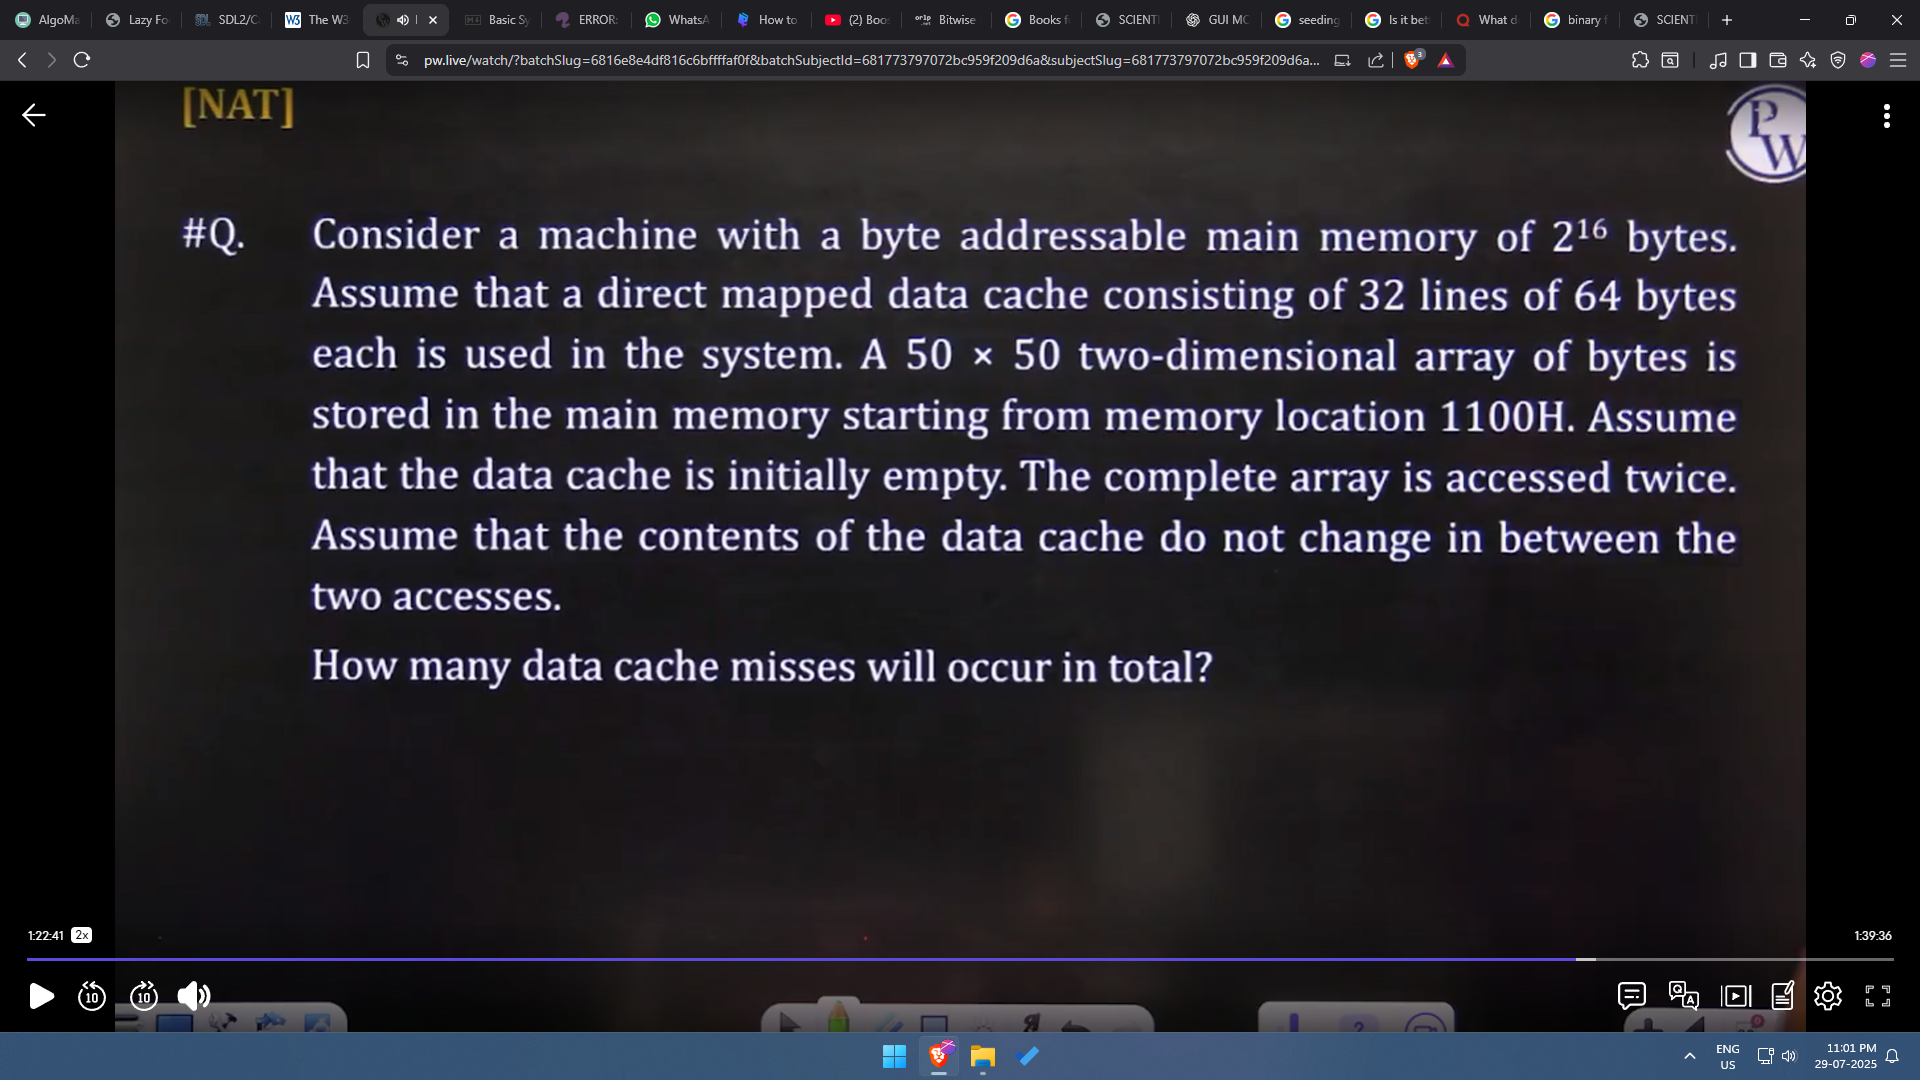 AlgoMa
Lazy Fo
SDL SDL2/C
W3 The W3
Basic Sy
ERROR:
WhatsA
How to
(2) Boo
Bitwise
Books f
SCIENT
GUI MC
seeding
Is it bet
What d
binary f
SCIENT
pw.live/watch/?batchSlug=6816e8e4df816c6bffffaf0f&batchSubjectId=681773797072bc959f209d6a&subjectSlug=681773797072bc959f209d6a...
3
[NAT]
PW
#Q. Consider a machine with a byte addressable main memory of 2¹⁶ bytes.
Assume that a direct mapped data cache consisting of 32 lines of 64 bytes
each is used in the system. A 50 × 50 two-dimensional array of bytes is
stored in the main memory starting from memory location 1100H. Assume
that the data cache is initially empty. The complete array is accessed twice.
Assume that the contents of the data cache do not change in between the
two accesses.
How many data cache misses will occur in total?
1:22:41 2x
1:39:36
10
10
Q A
ENG
US
11:01 PM
29-07-2025